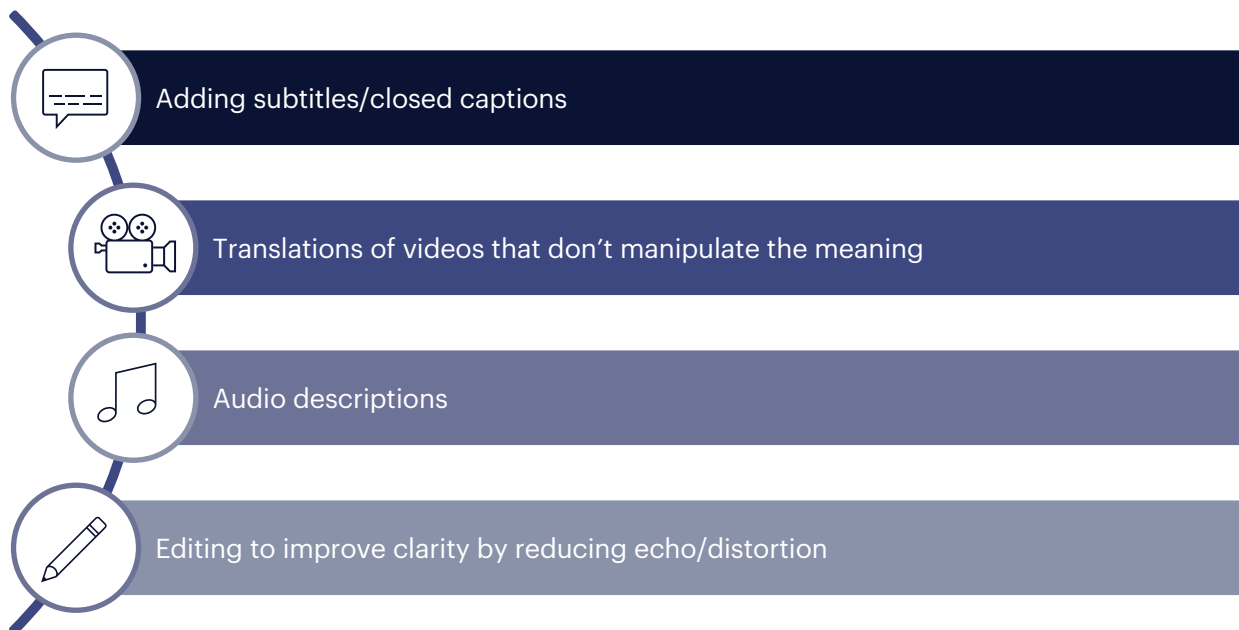 Adding subtitles/closed captions
Translations of videos that don’t manipulate the meaning
Audio descriptions
Editing to improve clarity by reducing echo/distortion